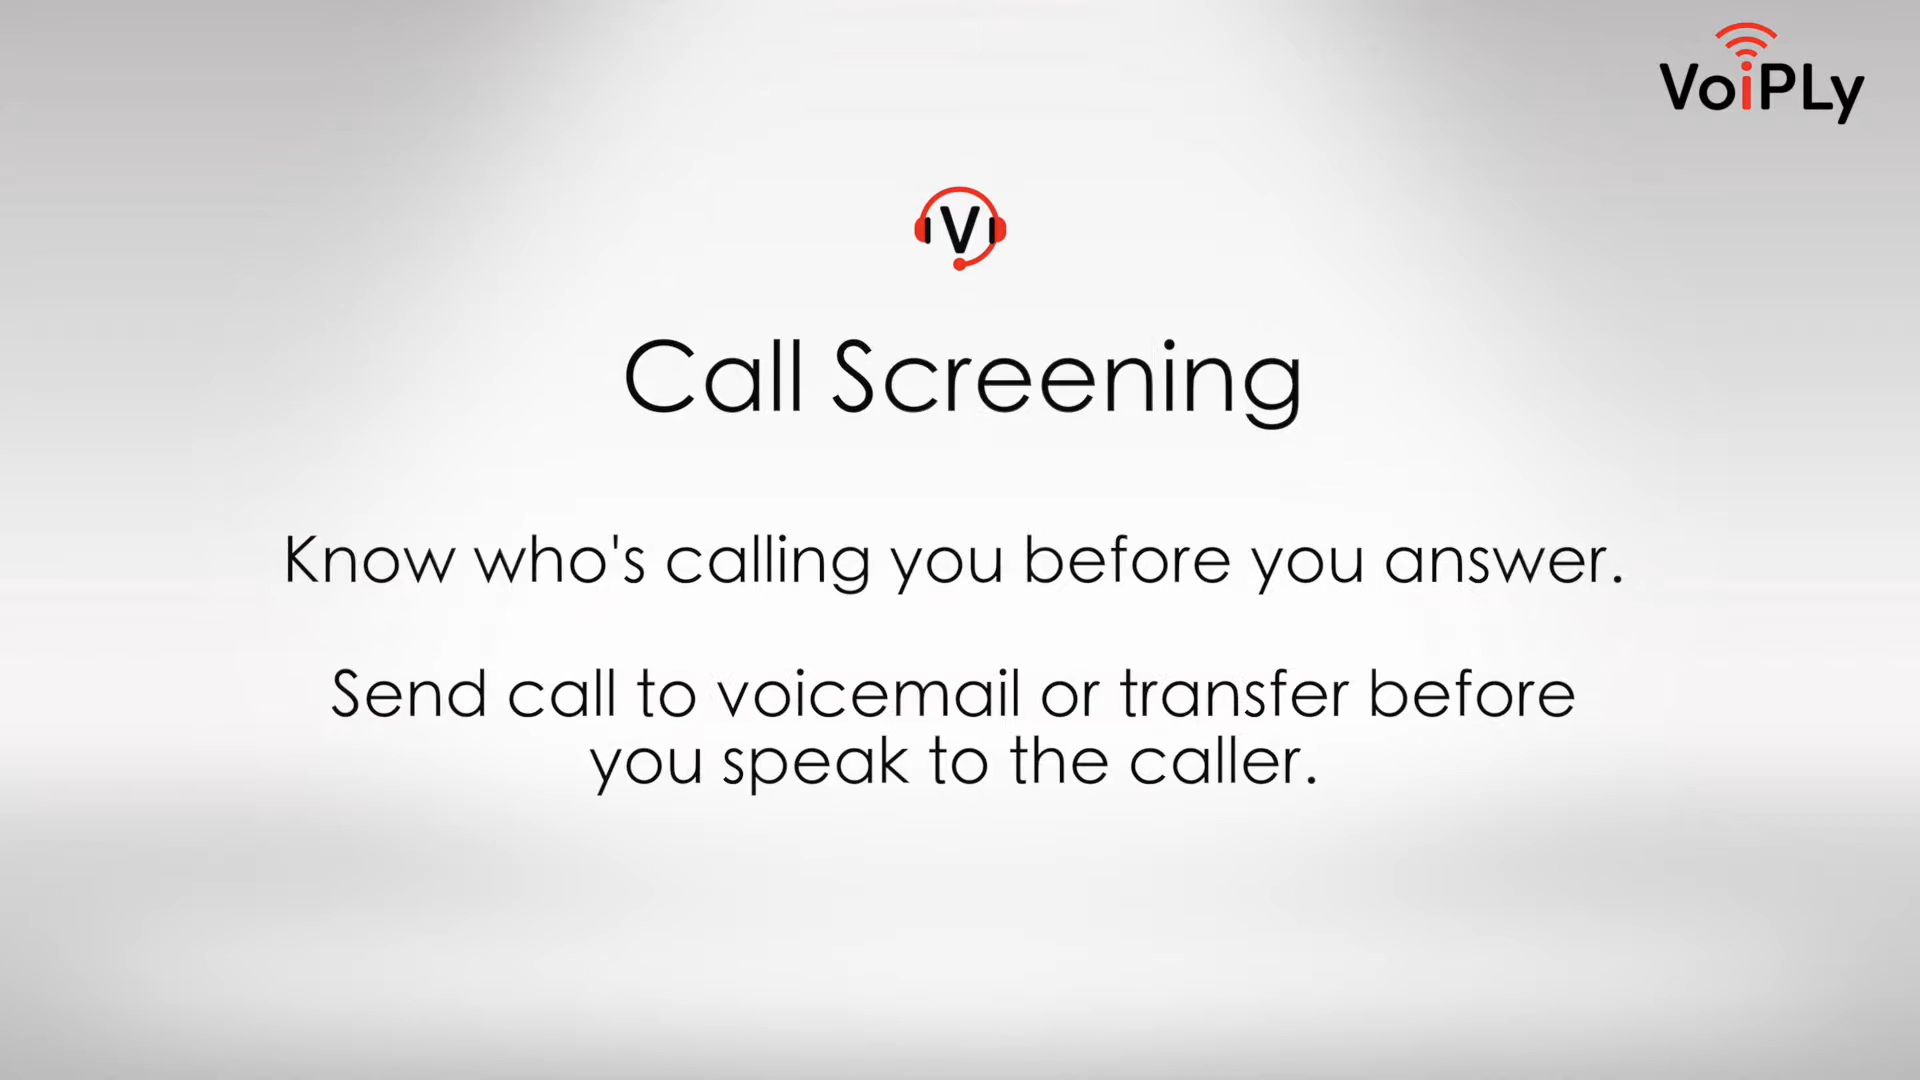 VoiPLy
V
Call Screening
Know who's calling you before you answer.
Send call to voicemail or transfer before
you speak to the caller.